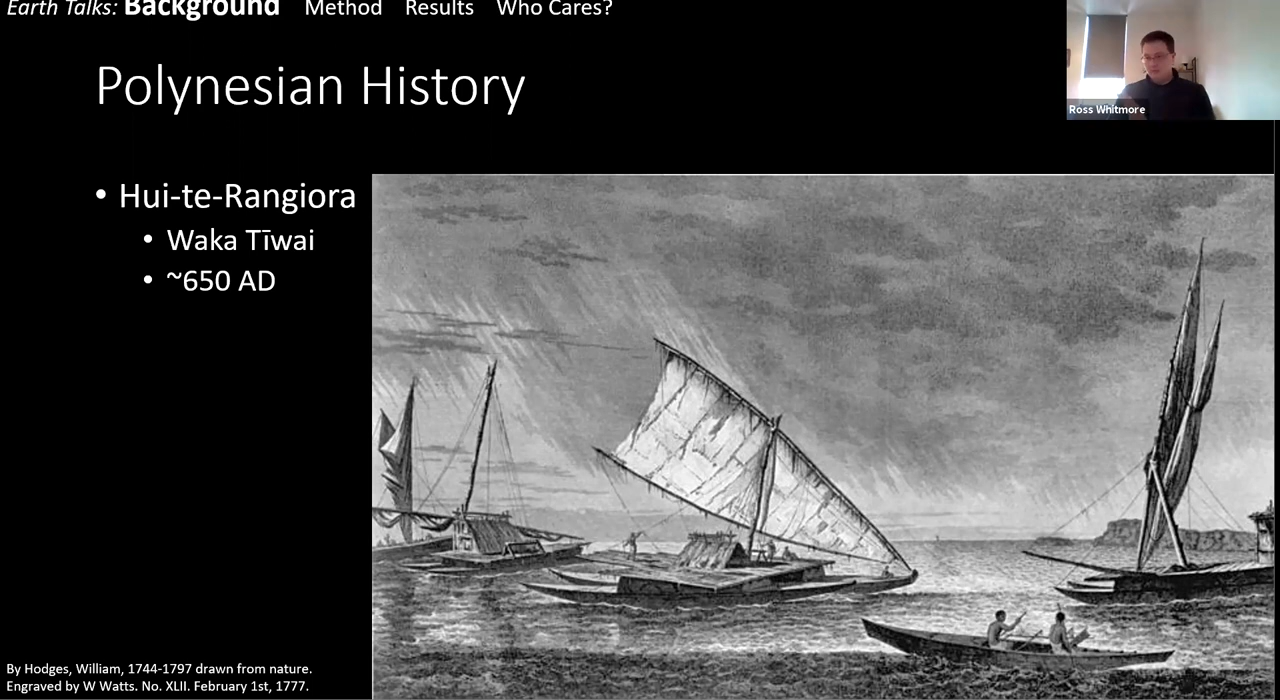 Earth Talks: Background Method Results Who Cares?
Ross Whitmore
Polynesian History
• Hui-te-Rangiora
• Waka Tīwai
• ~650 AD
By Hodges, William, 1744-1797 drawn from nature.
Engraved by W Watts. No. XLII. February 1st, 1777.